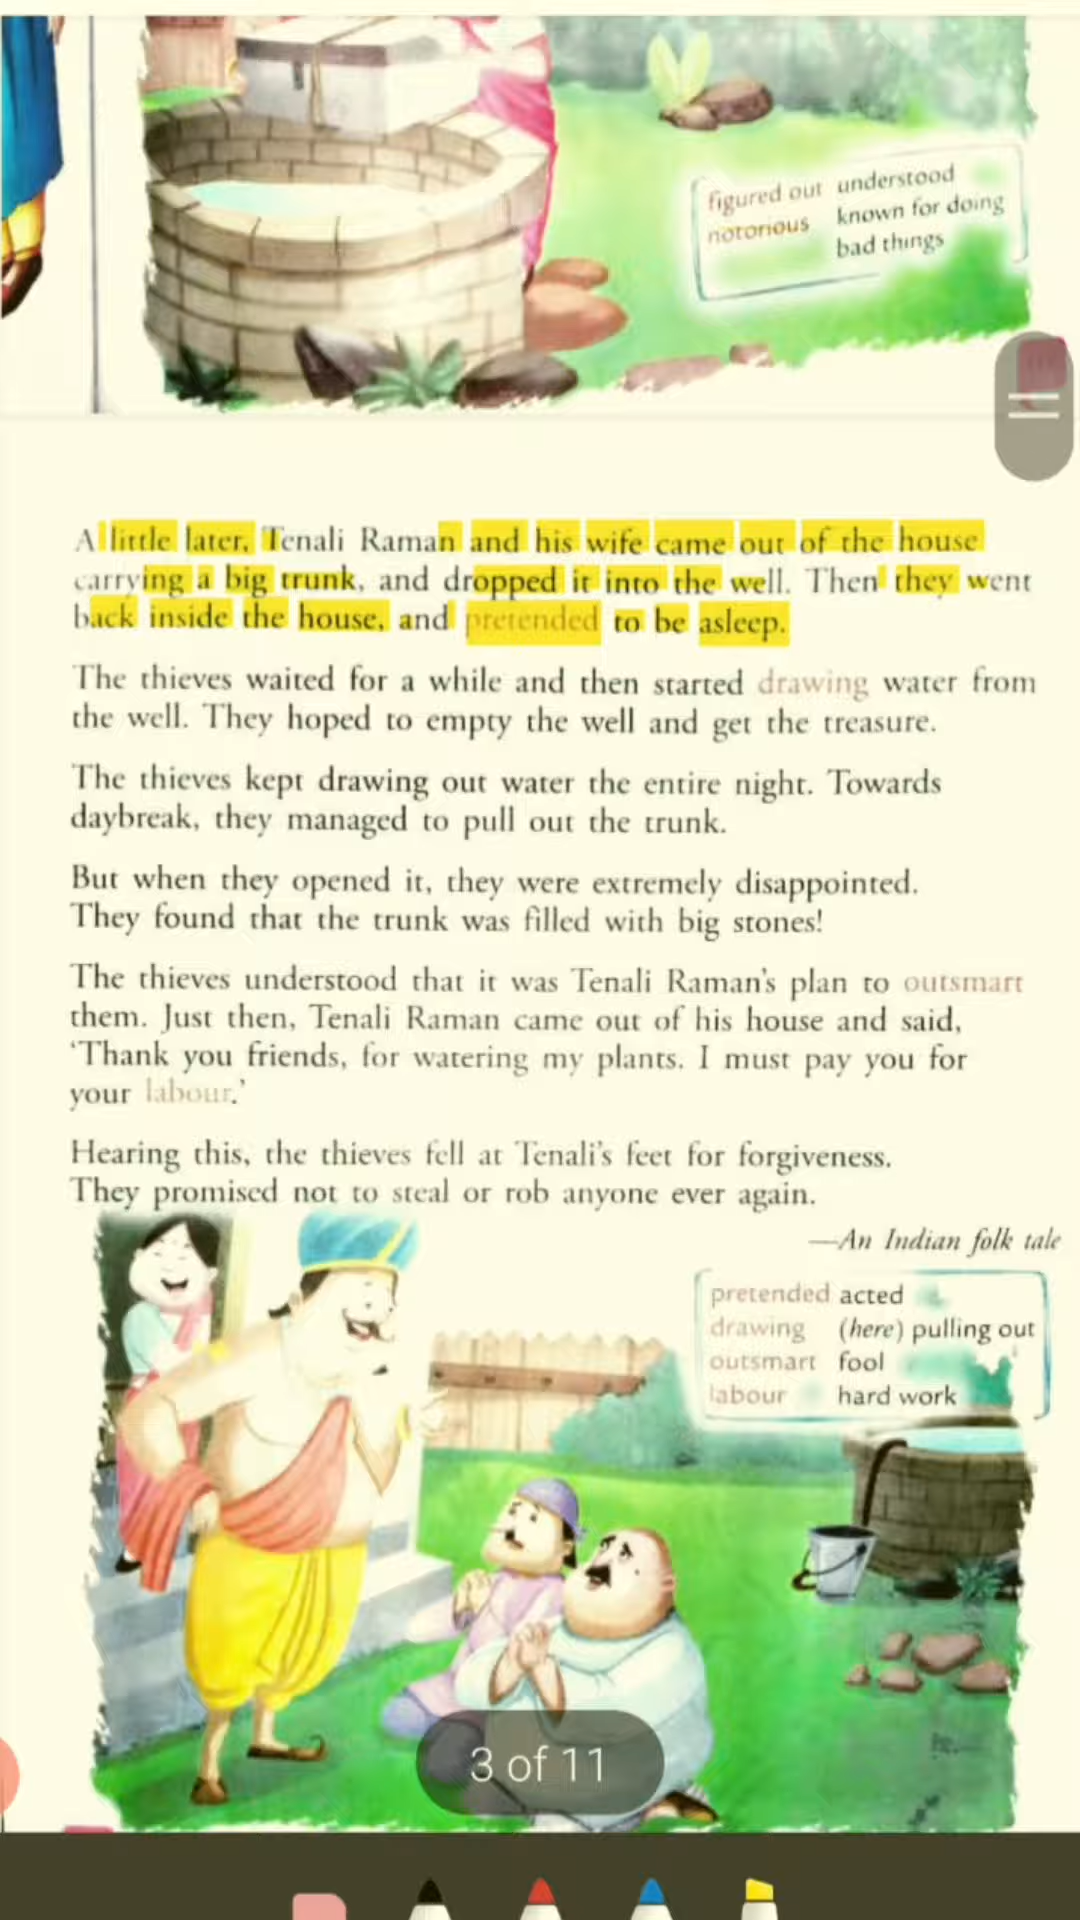 figured out understood
notorious known for doing
bad things
A little later, Tenali Raman and his wife came out of the house
carrying a big trunk, and dropped it into the well. Then they went
back inside the house, and pretended to be asleep.
The thieves waited for a while and then started drawing water from
the well. They hoped to empty the well and get the treasure.
The thieves kept drawing out water the entire night. Towards
daybreak, they managed to pull out the trunk.
But when they opened it, they were extremely disappointed.
They found that the trunk was filled with big stones!
The thieves understood that it was Tenali Raman's plan to outsmart
them. Just then, Tenali Raman came out of his house and said,
'Thank you friends, for watering my plants. I must pay you for
your labour.'
Hearing this, the thieves fell at Tenali's feet for forgiveness.
They promised not to steal or rob anyone ever again.
—An Indian folk tale
pretended acted
drawing (here) pulling out
outsmart fool
labour hard work
3 of 11